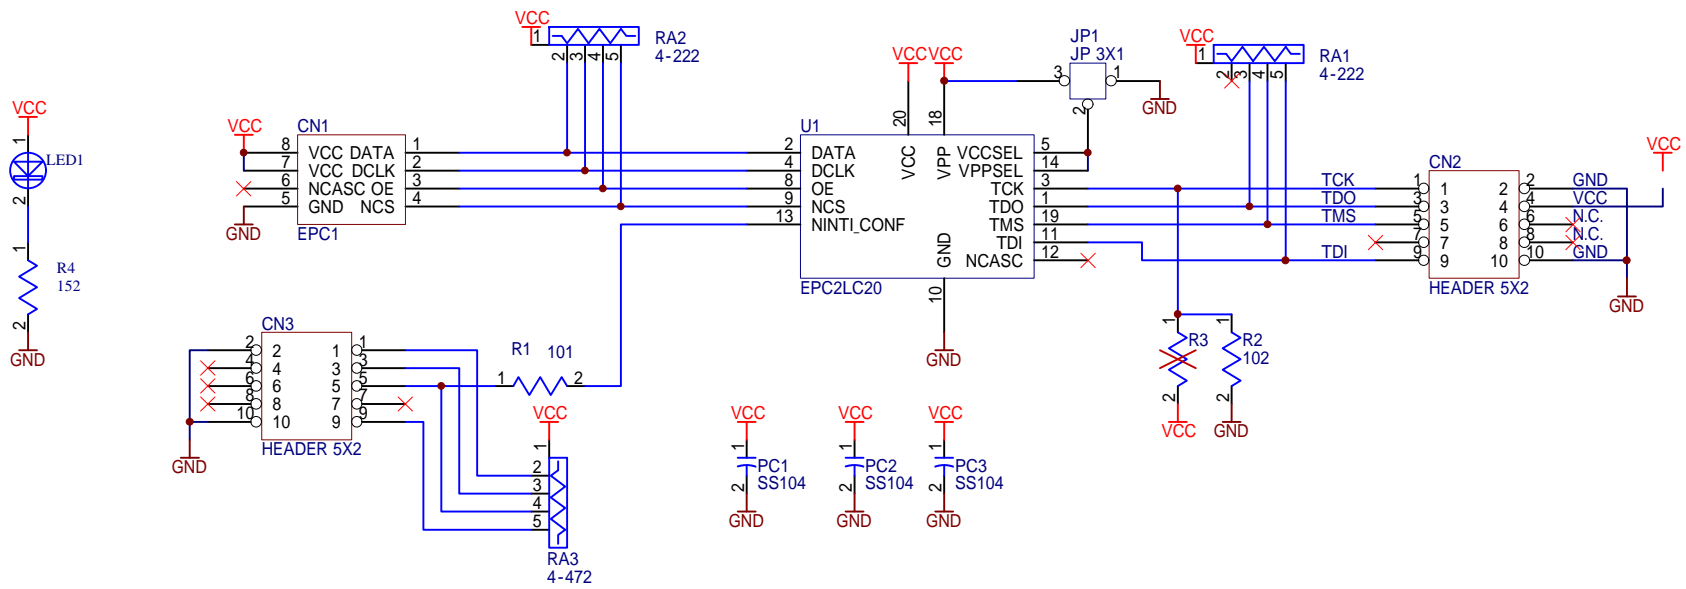 VCC
1
LED1
2
1
R4
152
2
GND
VCC
1
RA2
4-222
2 3 4 5
VCC
CN1
8 VCC DATA 1
7 VCC DCLK 2
6 NCASC OE 3
5 GND NCS 4
GND
EPC1
VCC VCC
20 18
U1
2 DATA
4 DCLK
8 OE
9 NCS
13 NINTI_CONF
VCC
VPP
VCCSEL 5
VPPSEL 14
TCK 3
TDO 1
TMS 19
TDI 11
NCASC 12
GND
10
EPC2LC20
GND
JP1
JP 3X1
3 1
2
GND
VCC
1
RA1
4-222
2 3 4 5
VCC
CN2
TCK 1 1 2 2 GND
TDO 3 3 4 4 VCC
TMS 5 5 6 6 N.C.
7 7 8 8 N.C.
TDI 9 9 10 10 GND
HEADER 5X2
GND
1 1
R3 R2
102
2 2
VCC GND
CN3
2 2 1 1
4 4 3 3
6 6 5 5
8 8 7 7
10 10 9 9
HEADER 5X2
GND
R1 101
1 2
VCC
1
2
3
4
5
RA3
4-472
VCC VCC VCC
1 1 1
PC1 PC2 PC3
SS104 SS104 SS104
2 2 2
GND GND GND